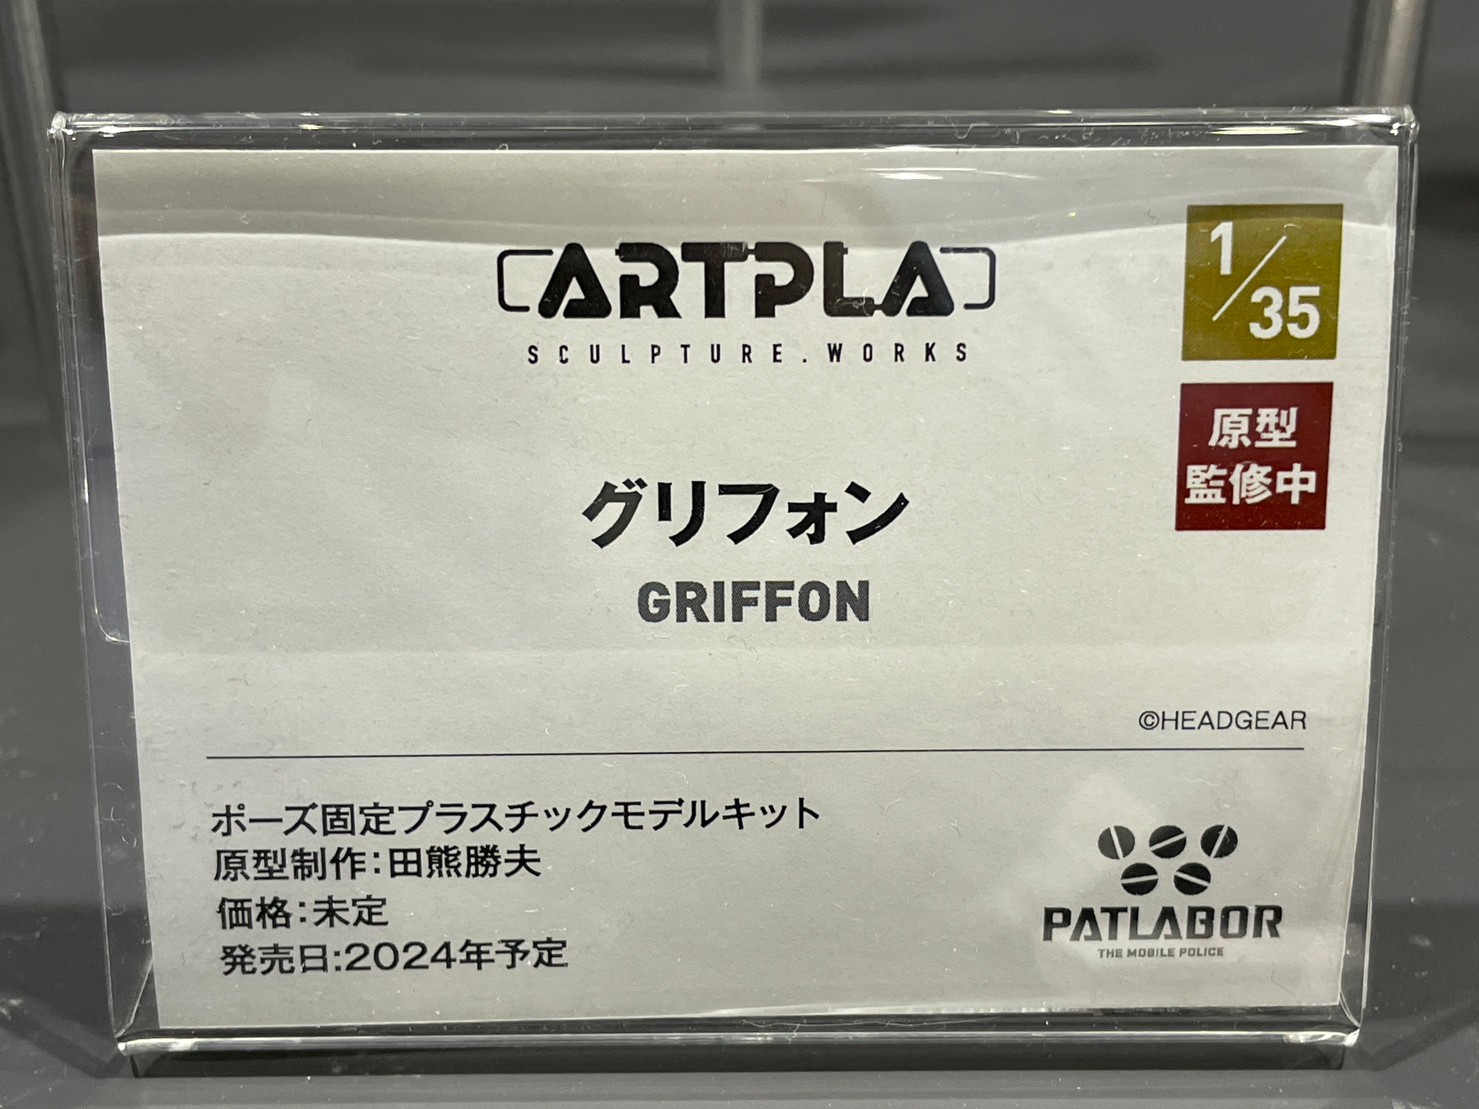 ARTPLA
SCULPTURE.WORKS
1/35
原型
監修中
グリフォン
GRIFFON
©HEADGEAR
ポーズ固定プラスチックモデルキット
原型制作:田熊勝夫
価格:未定
発売日:2024年予定
PATLABOR
THE MOBILE POLICE